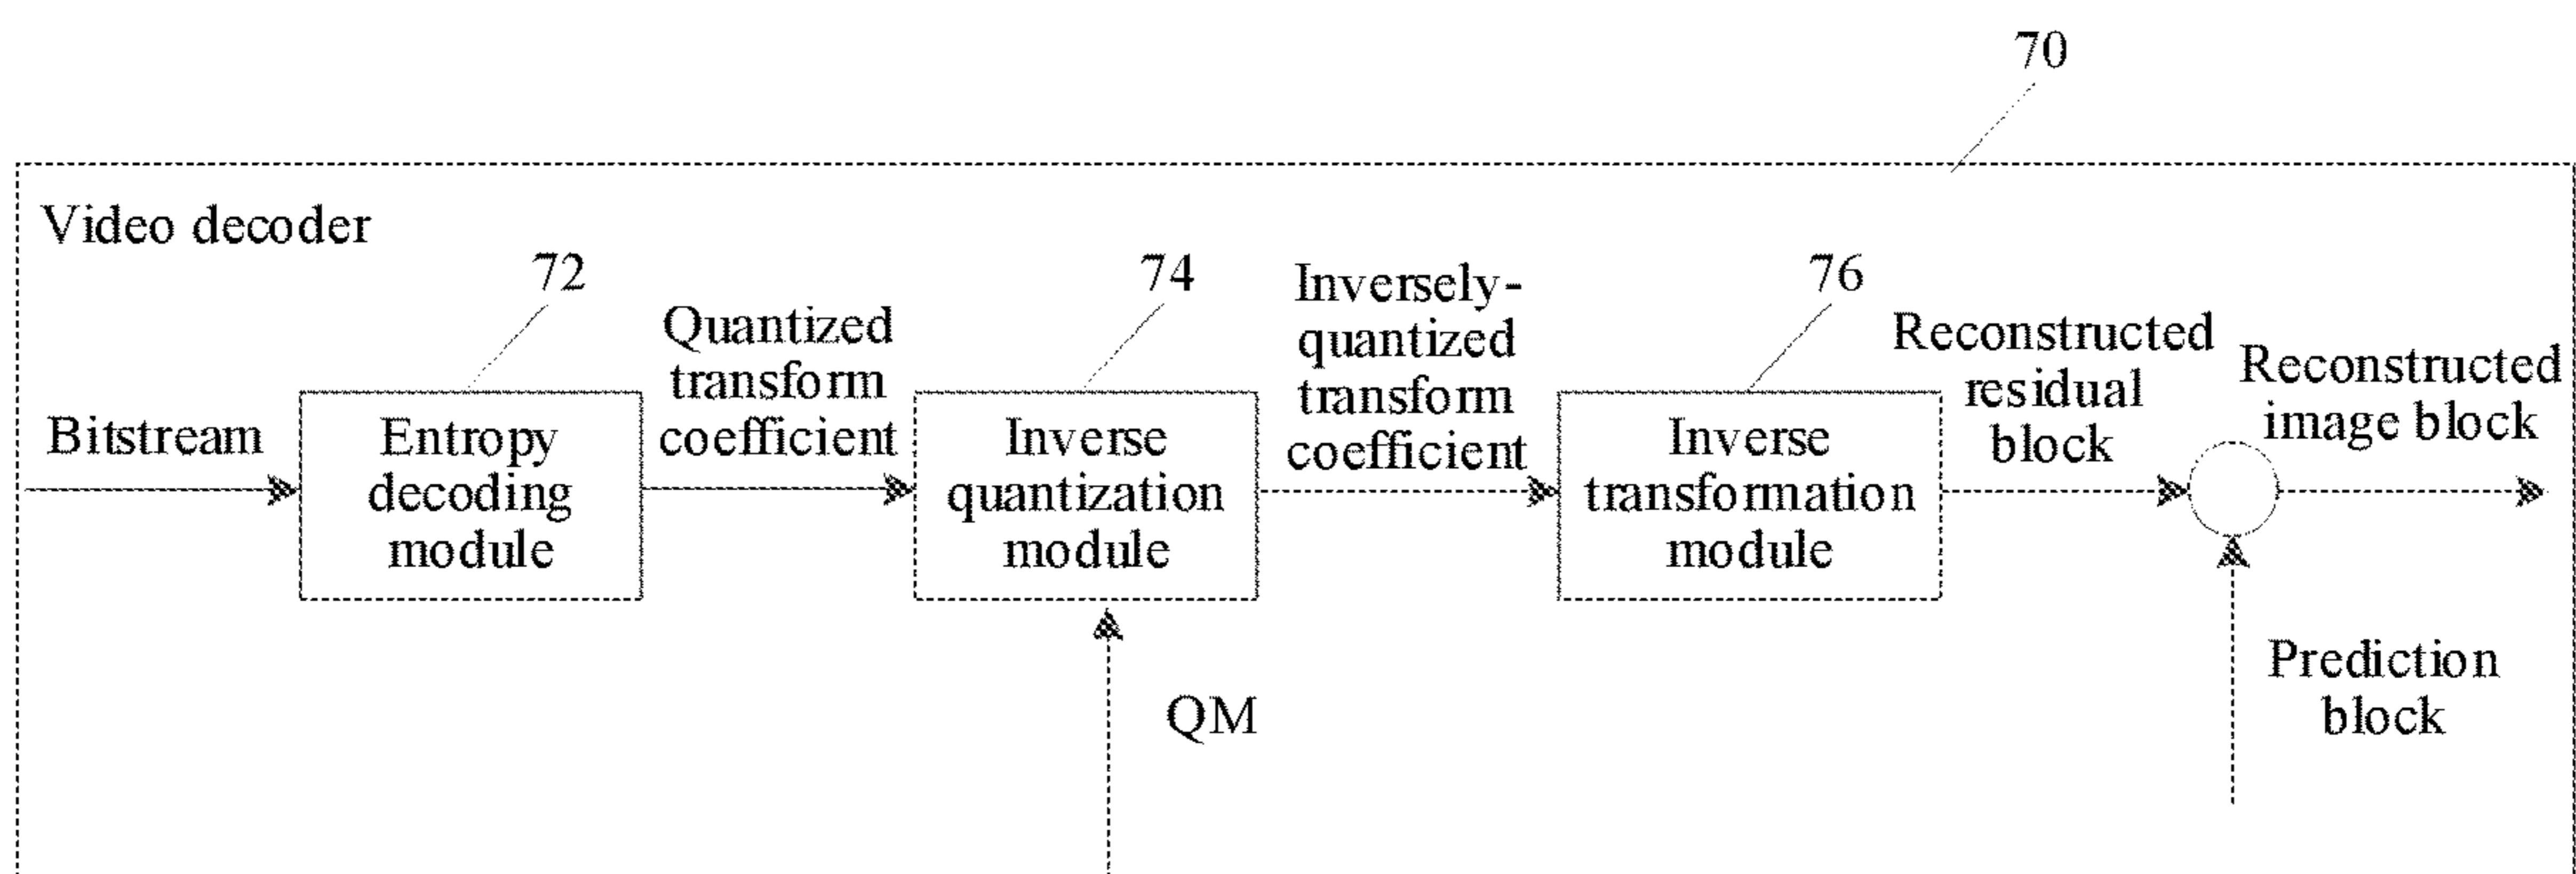 70
Video decoder
72
74
76
Bitstream
Entropy
decoding
module
Quantized
transform
coefficient
Inverse
quantization
module
Inversely-
quantized
transform
coefficient
Inverse
transformation
module
Reconstructed
residual
block
Reconstructed
image block
QM
Prediction
block